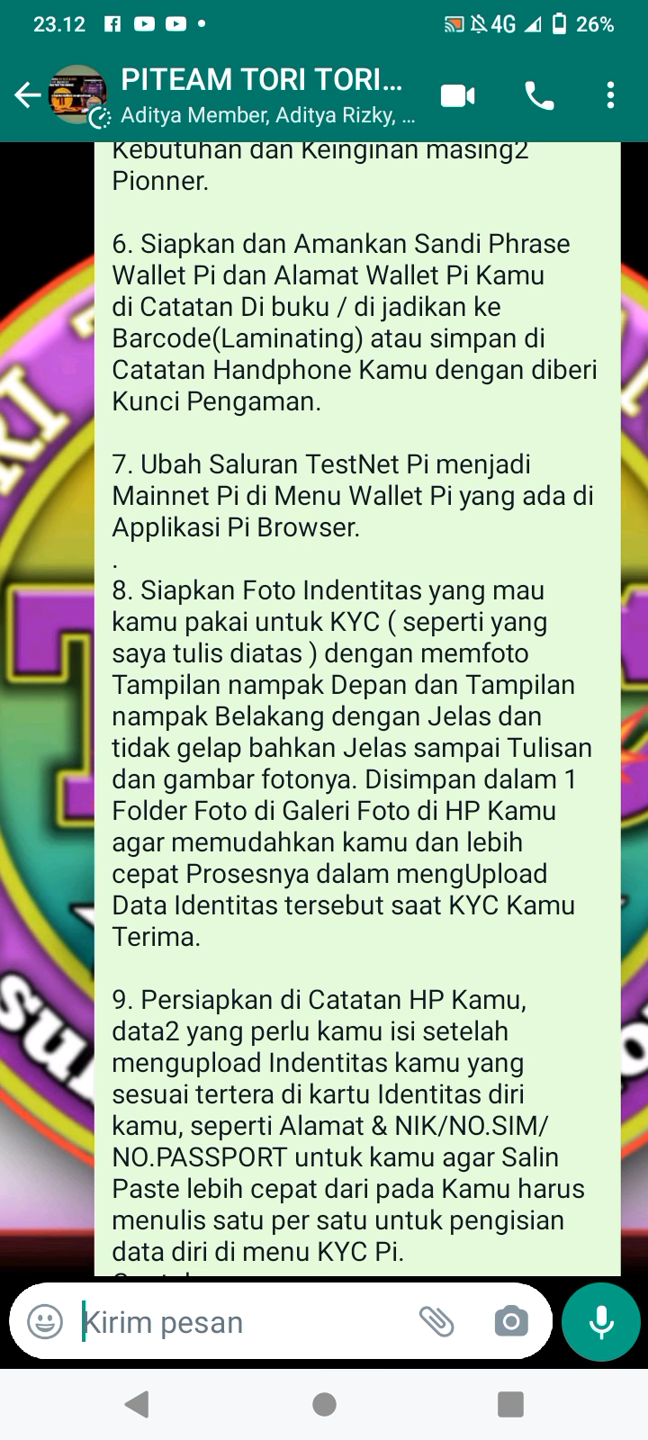 23.12
4G
26%
PITEAM TORI TORI...
Aditya Member, Aditya Rizky, ...
Kebutuhan dan Keinginan masing2
Pionner.
6. Siapkan dan Amankan Sandi Phrase
Wallet Pi dan Alamat Wallet Pi Kamu
di Catatan Di buku / di jadikan ke
Barcode(Laminating) atau simpan di
Catatan Handphone Kamu dengan diberi
Kunci Pengaman.
7. Ubah Saluran TestNet Pi menjadi
Mainnet Pi di Menu Wallet Pi yang ada di
Applikasi Pi Browser.
.
8. Siapkan Foto Indentitas yang mau
kamu pakai untuk KYC ( seperti yang
saya tulis diatas ) dengan memfoto
Tampilan nampak Depan dan Tampilan
nampak Belakang dengan Jelas dan
tidak gelap bahkan Jelas sampai Tulisan
dan gambar fotonya. Disimpan dalam 1
Folder Foto di Galeri Foto di HP Kamu
agar memudahkan kamu dan lebih
cepat Prosesnya dalam mengUpload
Data Identitas tersebut saat KYC Kamu
Terima.
9. Persiapkan di Catatan HP Kamu,
data2 yang perlu kamu isi setelah
mengupload Indentitas kamu yang
sesuai tertera di kartu Identitas diri
kamu, seperti Alamat & NIK/NO.SIM/
NO.PASSPORT untuk kamu agar Salin
Paste lebih cepat dari pada Kamu harus
menulis satu per satu untuk pengisian
data diri di menu KYC Pi.
Kirim pesan